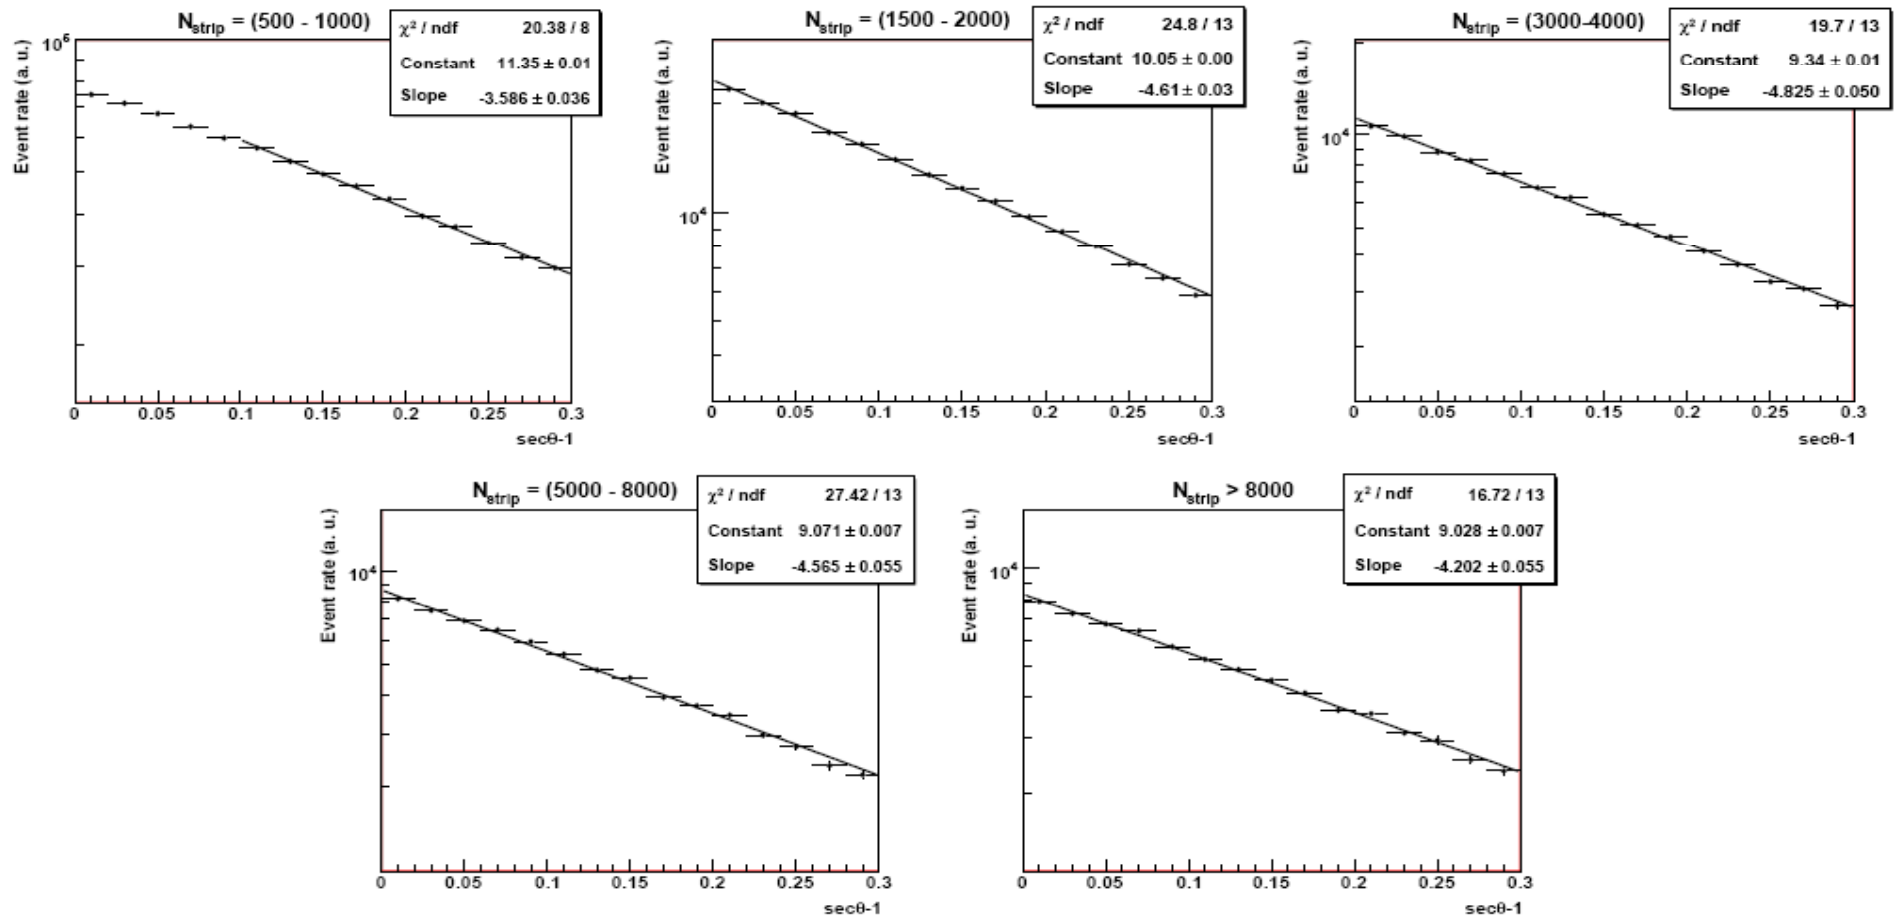 N_strip = (500 - 1000)
χ² / ndf 20.38 / 8
Constant 11.35 ± 0.01
Slope -3.586 ± 0.036
Event rate (a. u.)
10⁶
0 0.05 0.1 0.15 0.2 0.25 0.3
secθ-1
N_strip = (1500 - 2000)
χ² / ndf 24.8 / 13
Constant 10.05 ± 0.00
Slope -4.61 ± 0.03
Event rate (a. u.)
10⁴
0 0.05 0.1 0.15 0.2 0.25 0.3
secθ-1
N_strip = (3000-4000)
χ² / ndf 19.7 / 13
Constant 9.34 ± 0.01
Slope -4.825 ± 0.050
Event rate (a. u.)
10⁴
0 0.05 0.1 0.15 0.2 0.25 0.3
secθ-1
N_strip = (5000 - 8000)
χ² / ndf 27.42 / 13
Constant 9.071 ± 0.007
Slope -4.565 ± 0.055
Event rate (a. u.)
10⁴
0 0.05 0.1 0.15 0.2 0.25 0.3
secθ-1
N_strip > 8000
χ² / ndf 16.72 / 13
Constant 9.028 ± 0.007
Slope -4.202 ± 0.055
Event rate (a. u.)
10⁴
0 0.05 0.1 0.15 0.2 0.25 0.3
secθ-1